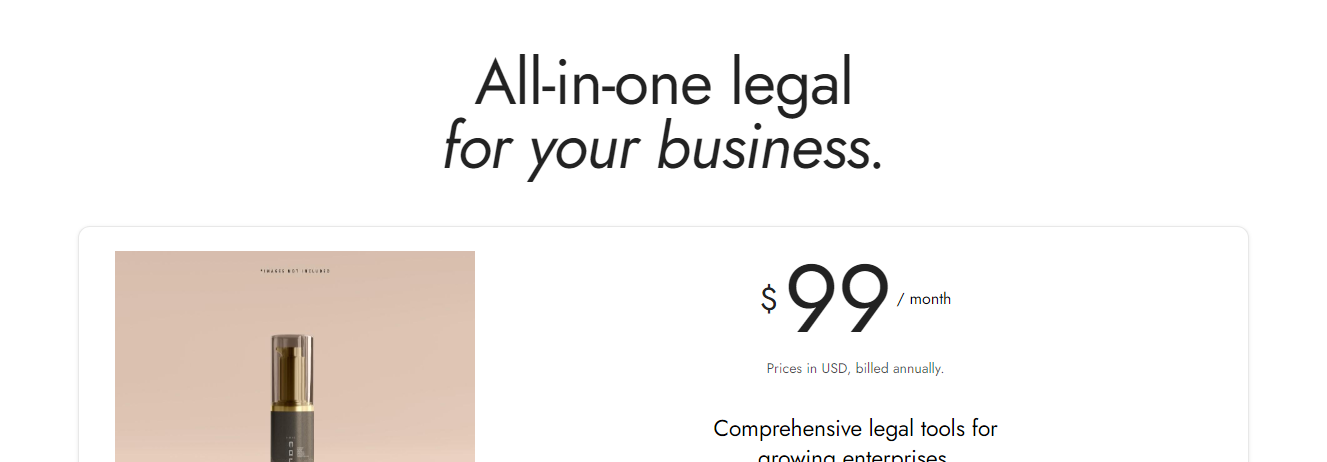 All-in-one legal
for your business.
*IMAGES NOT INCLUDED
$99 / month
Prices in USD, billed annually.
Comprehensive legal tools for
growing enterprises